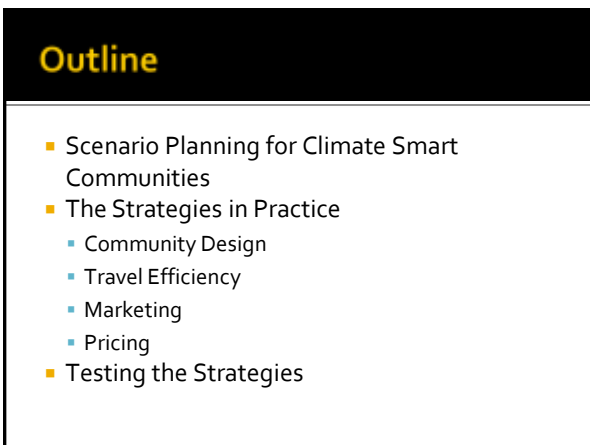 Outline
Scenario Planning for Climate Smart
Communities
The Strategies in Practice
Community Design
Travel Efficiency
Marketing
Pricing
Testing the Strategies